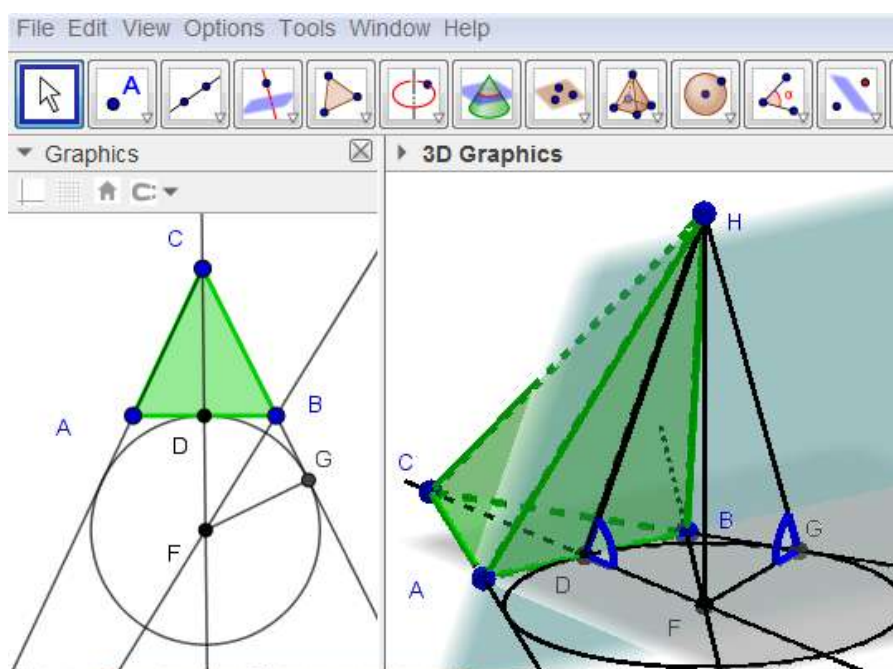 File Edit View Options Tools Window Help
A
α
Graphics
3D Graphics
C
A
B
D
G
F
H
C
B
G
A
D
F